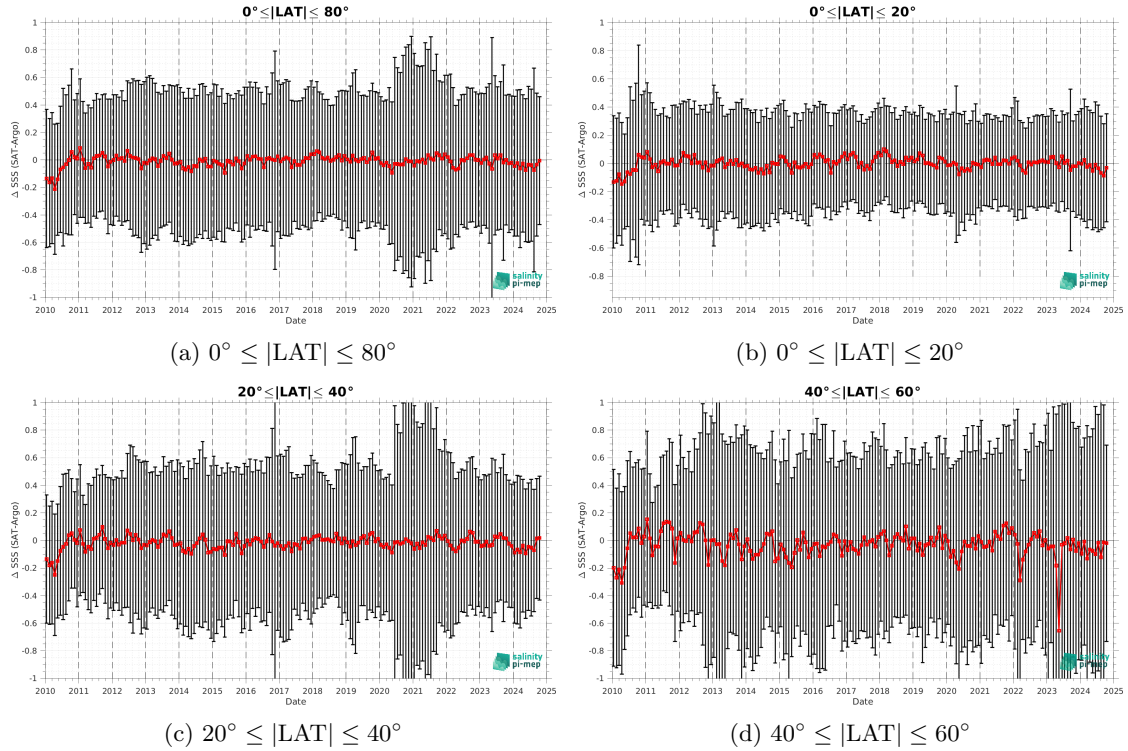 0°≤|LAT|≤ 80°
Δ SSS (SAT-Argo)
1
0.8
0.6
0.4
0.2
0
-0.2
-0.4
-0.6
-0.8
-1
2010 2011 2012 2013 2014 2015 2016 2017 2018 2019 2020 2021 2022 2023 2024 2025
Date
salinity
pi-mep
(a) 0° ≤ |LAT| ≤ 80°
0°≤|LAT|≤ 20°
Δ SSS (SAT-Argo)
1
0.8
0.6
0.4
0.2
0
-0.2
-0.4
-0.6
-0.8
2010 2011 2012 2013 2014 2015 2016 2017 2018 2019 2020 2021 2022 2023 2024 2025
Date
salinity
pi-mep
(b) 0° ≤ |LAT| ≤ 20°
20°≤|LAT|≤ 40°
Δ SSS (SAT-Argo)
1
0.8
0.6
0.4
0.2
0
-0.2
-0.4
-0.6
-0.8
-1
2010 2011 2012 2013 2014 2015 2016 2017 2018 2019 2020 2021 2022 2023 2024 2025
Date
salinity
pi-mep
(c) 20° ≤ |LAT| ≤ 40°
40°≤|LAT|≤ 60°
Δ SSS (SAT-Argo)
1
0.8
0.6
0.4
0.2
0
-0.2
-0.4
-0.6
-0.8
-1
2010 2011 2012 2013 2014 2015 2016 2017 2018 2019 2020 2021 2022 2023 2024 2025
Date
salinity
pi-mep
(d) 40° ≤ |LAT| ≤ 60°